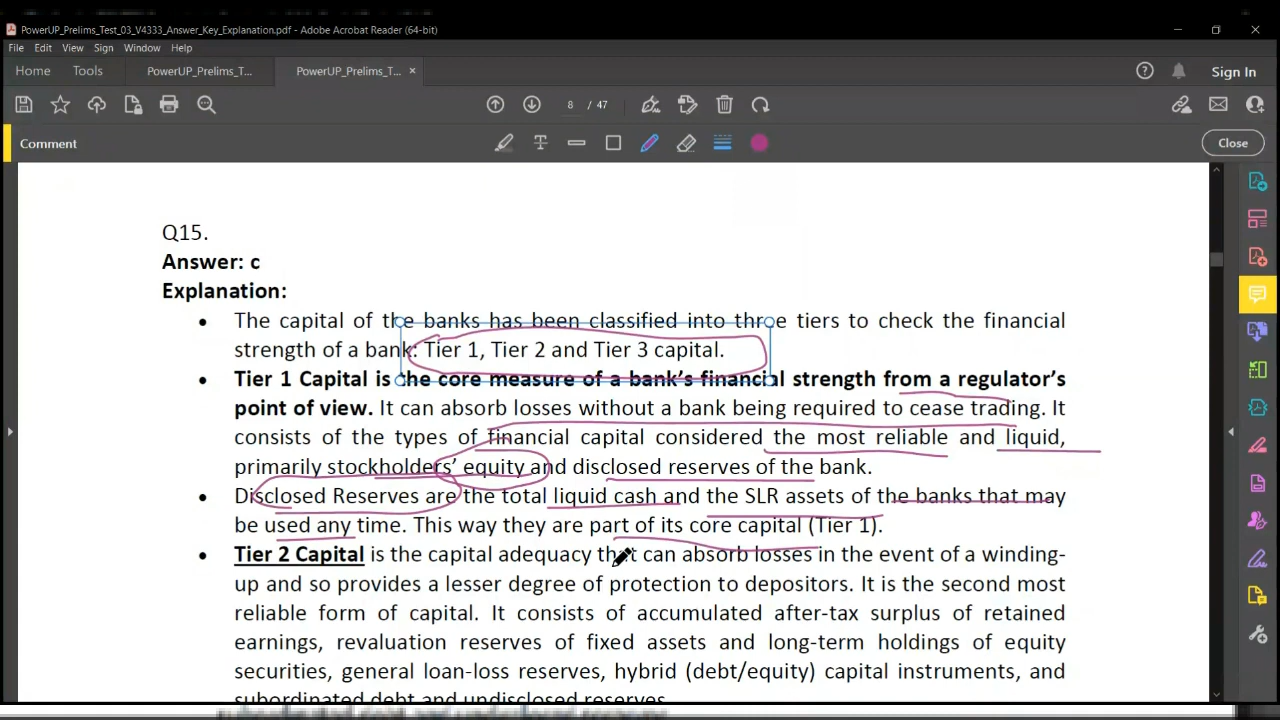 PowerUP_Prelims_Test_03_V4333_Answer_Key_Explanation.pdf - Adobe Acrobat Reader (64-bit)
File Edit View Sign Window Help
Home Tools PowerUP_Prelims_T... PowerUP_Prelims_T... × Sign In
8 / 47
Comment Close
Q15.
Answer: c
Explanation:
• The capital of the banks has been classified into three tiers to check the financial
strength of a bank: Tier 1, Tier 2 and Tier 3 capital.
• Tier 1 Capital is the core measure of a bank's financial strength from a regulator's
point of view. It can absorb losses without a bank being required to cease trading. It
consists of the types of financial capital considered the most reliable and liquid,
primarily stockholders' equity and disclosed reserves of the bank.
• Disclosed Reserves are the total liquid cash and the SLR assets of the banks that may
be used any time. This way they are part of its core capital (Tier 1).
• Tier 2 Capital is the capital adequacy that can absorb losses in the event of a winding-
up and so provides a lesser degree of protection to depositors. It is the second most
reliable form of capital. It consists of accumulated after-tax surplus of retained
earnings, revaluation reserves of fixed assets and long-term holdings of equity
securities, general loan-loss reserves, hybrid (debt/equity) capital instruments, and
subordinated debt and undisclosed reserves.